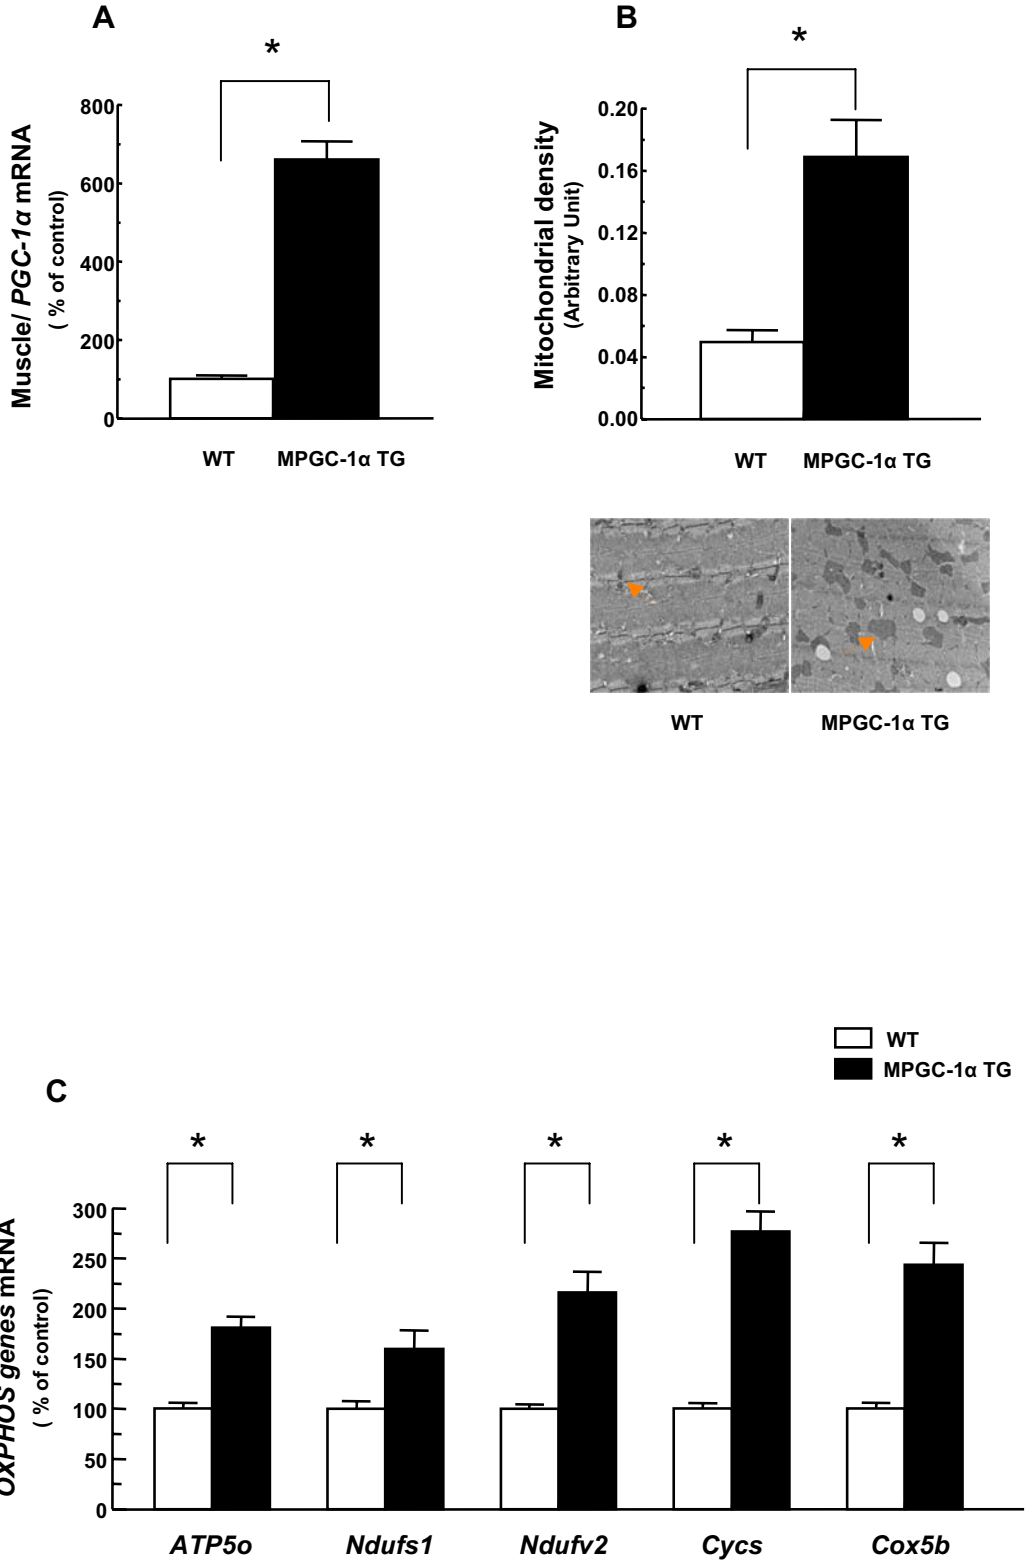 A
*
800
600
400
200
0
Muscle/ PGC-1α mRNA
( % of control)
WT MPGC-1α TG
B
*
0.20
0.16
0.12
0.08
0.04
0.00
Mitochondrial density
(Arbitrary Unit)
WT MPGC-1α TG
WT MPGC-1α TG
WT
MPGC-1α TG
C
* * * * *
300
250
200
150
100
50
0
OXPHOS genes mRNA
( % of control)
ATP5o Ndufs1 Ndufv2 Cycs Cox5b